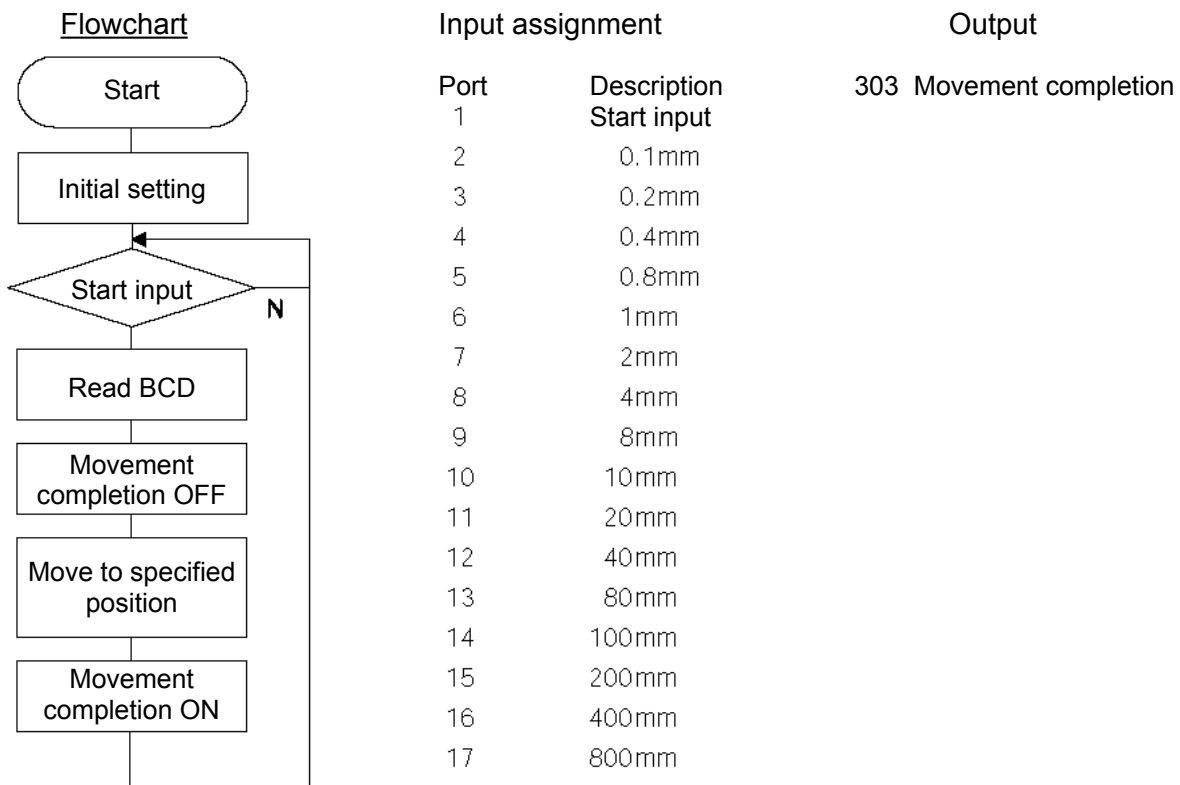 Flowchart
Start
Initial setting
Start input
N
Read BCD
Movement
completion OFF
Move to specified
position
Movement
completion ON
Input assignment
Port Description
1 Start input
2 0.1mm
3 0.2mm
4 0.4mm
5 0.8mm
6 1mm
7 2mm
8 4mm
9 8mm
10 10mm
11 20mm
12 40mm
13 80mm
14 100mm
15 200mm
16 400mm
17 800mm
Output
303 Movement completion